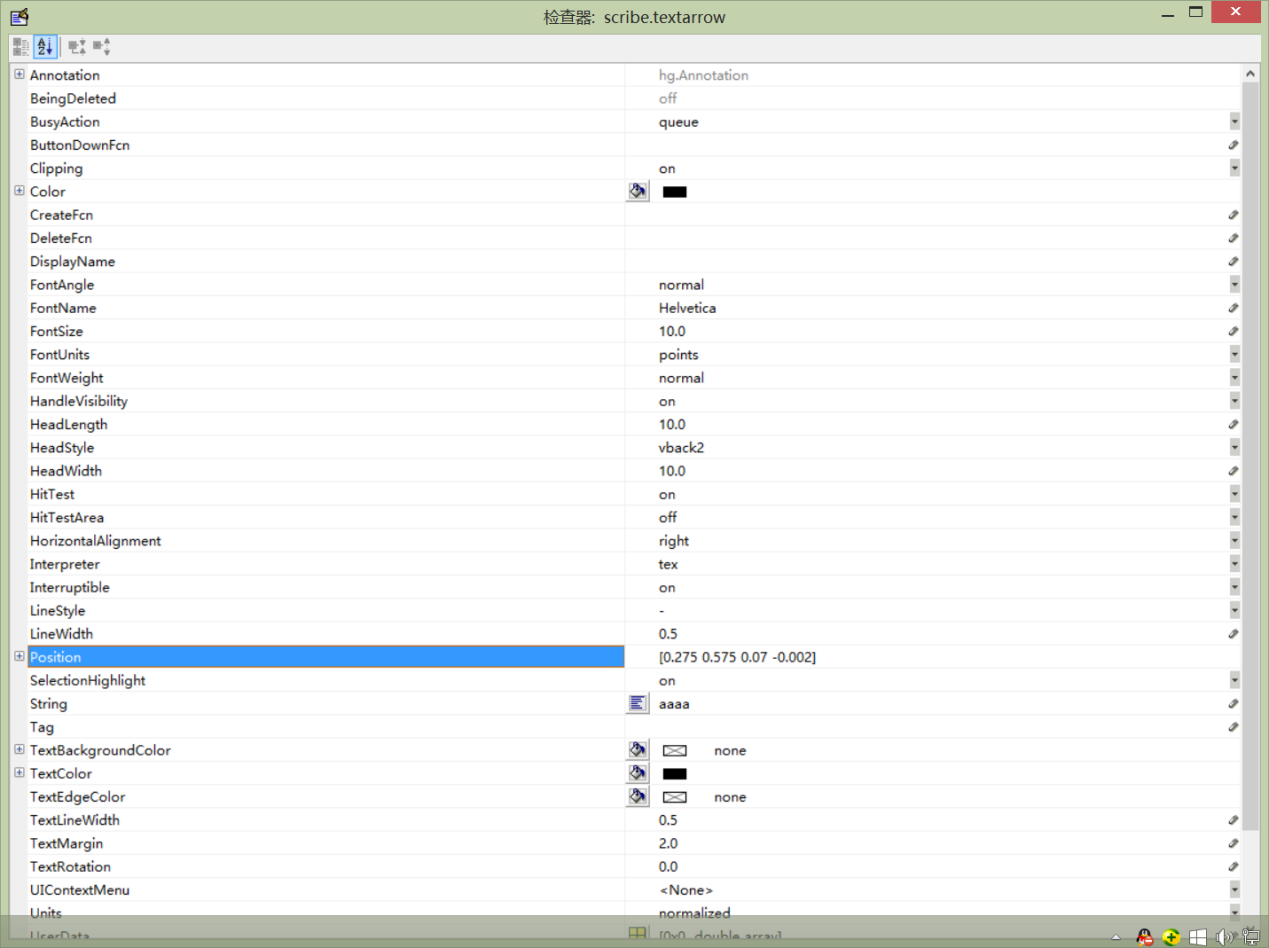 检查器: scribe.textarrow
Annotation hg.Annotation
BeingDeleted off
BusyAction queue
ButtonDownFcn
Clipping on
Color
CreateFcn
DeleteFcn
DisplayName
FontAngle normal
FontName Helvetica
FontSize 10.0
FontUnits points
FontWeight normal
HandleVisibility on
HeadLength 10.0
HeadStyle vback2
HeadWidth 10.0
HitTest on
HitTestArea off
HorizontalAlignment right
Interpreter tex
Interruptible on
LineStyle -
LineWidth 0.5
Position [0.275 0.575 0.07 -0.002]
SelectionHighlight on
String aaaa
Tag
TextBackgroundColor none
TextColor
TextEdgeColor none
TextLineWidth 0.5
TextMargin 2.0
TextRotation 0.0
UIContextMenu <None>
Units normalized
UserData [0x0 double array]